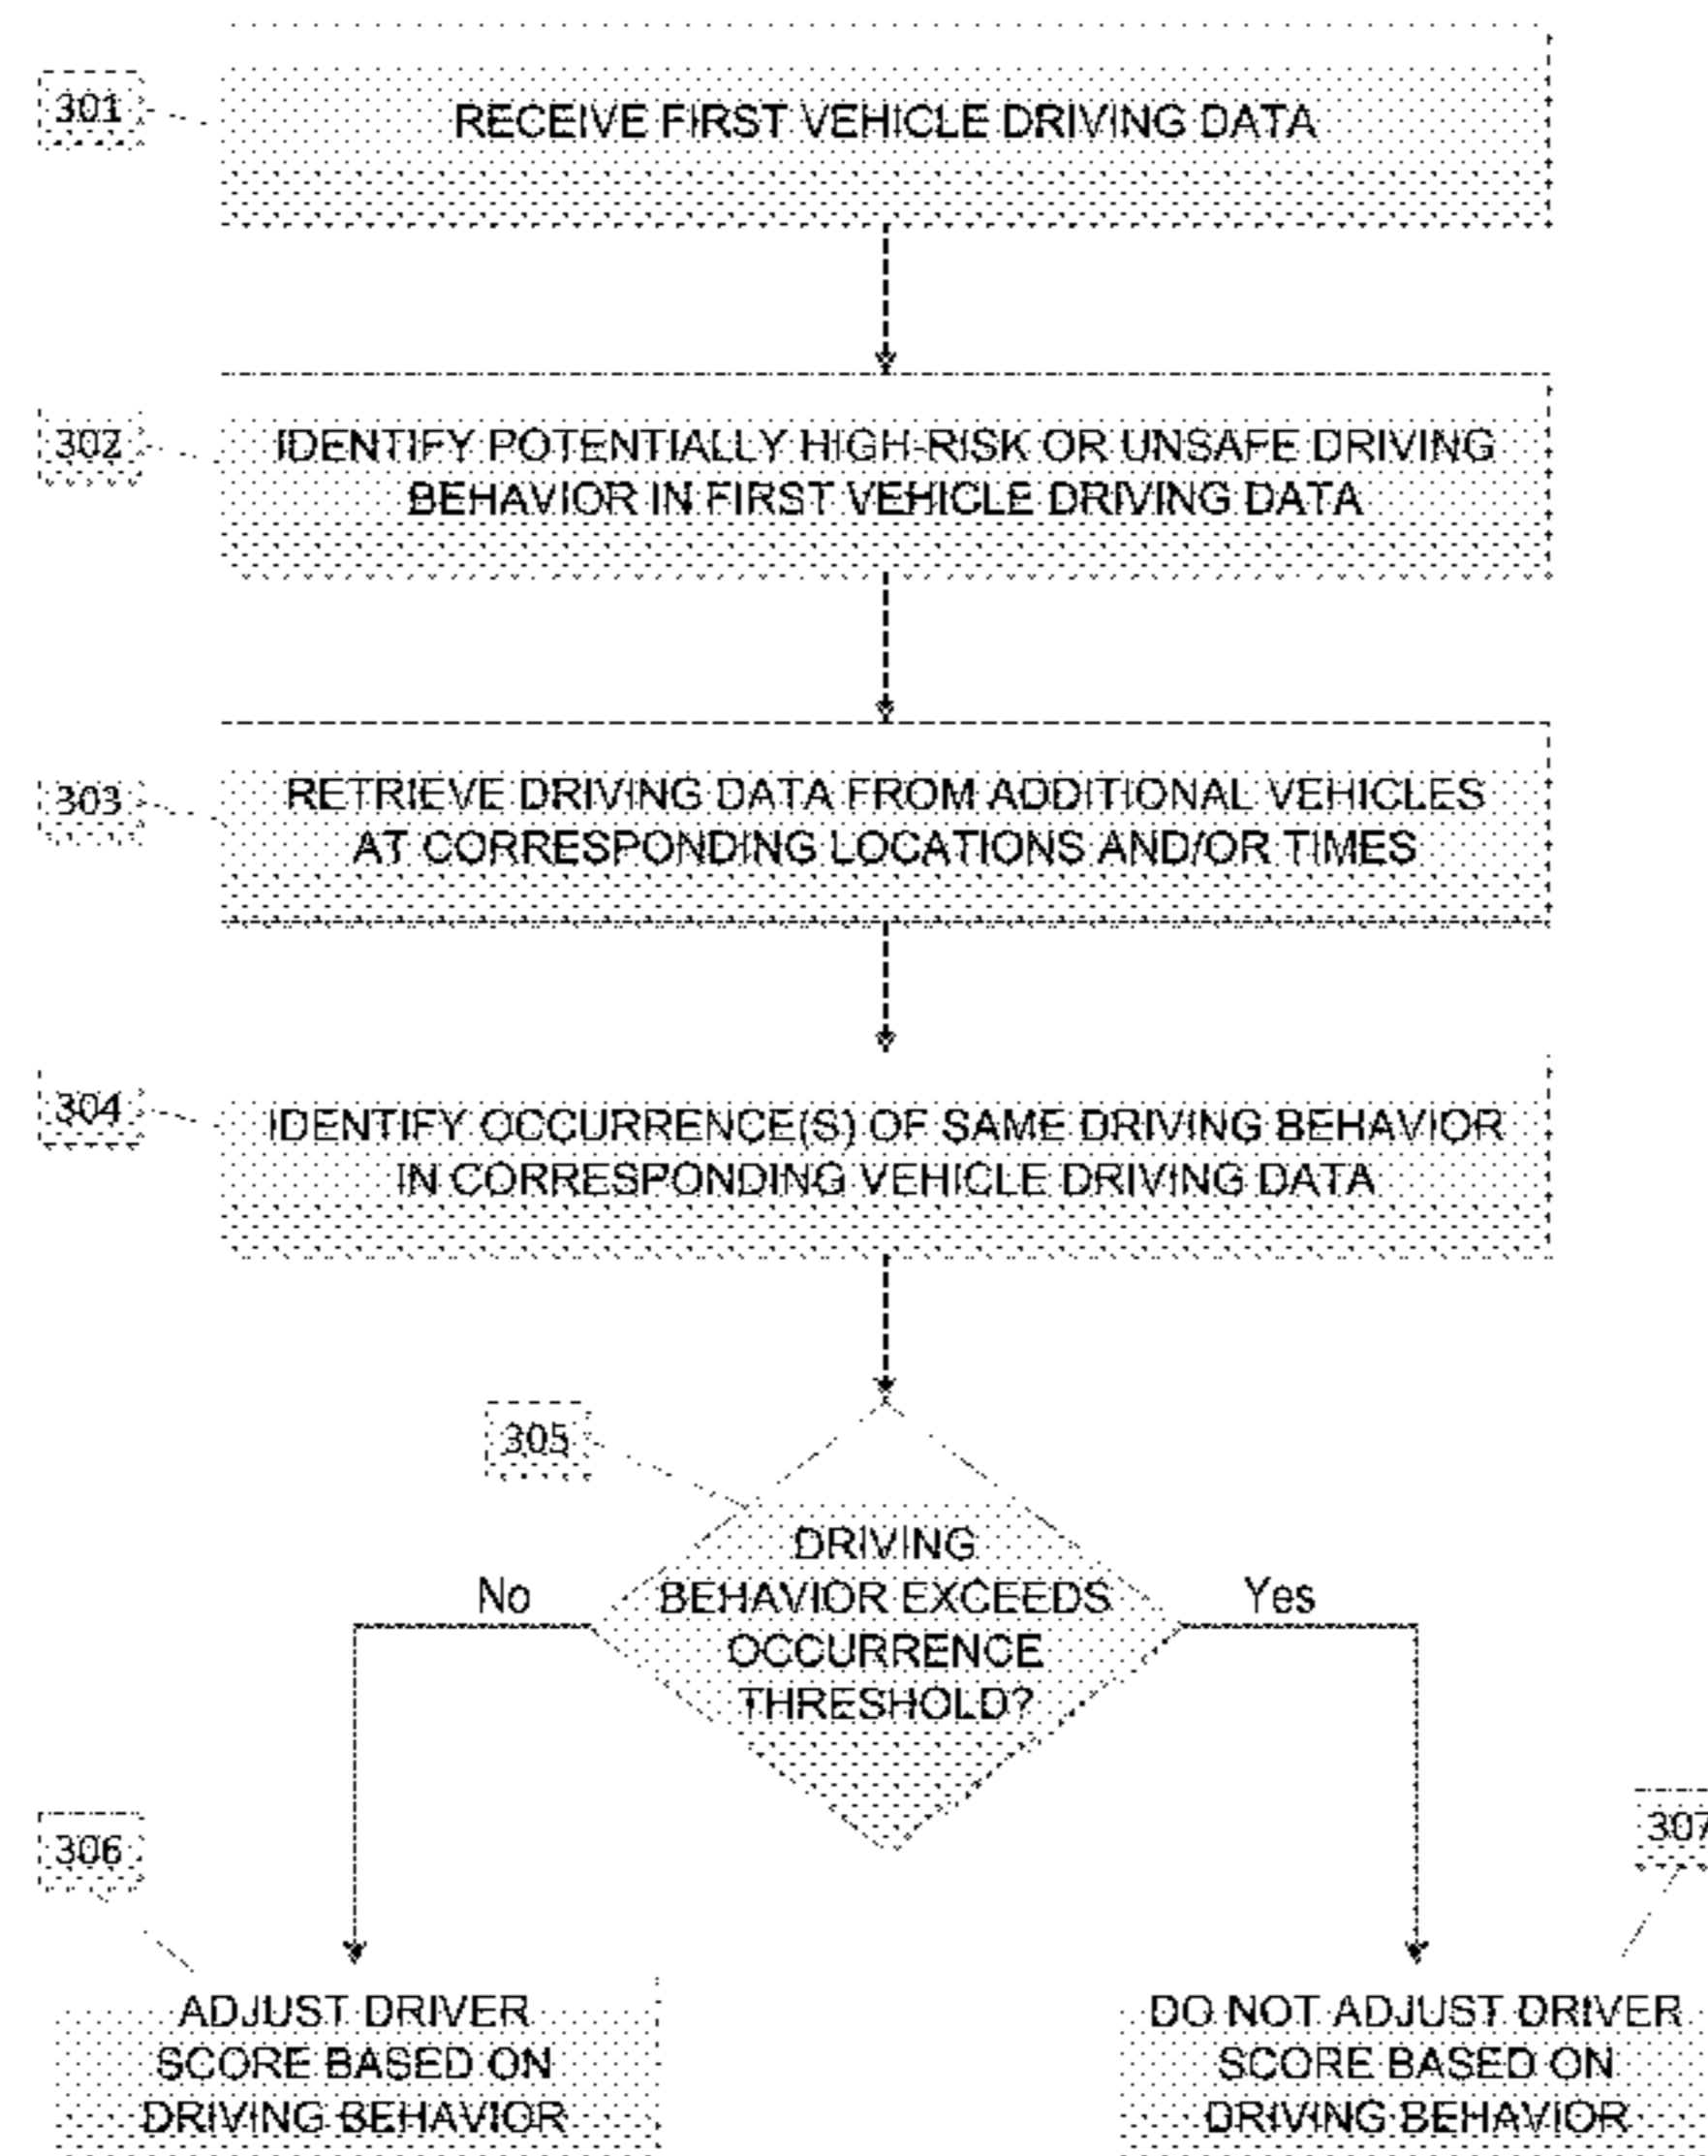 301
RECEIVE FIRST VEHICLE DRIVING DATA
302
IDENTIFY POTENTIALLY HIGH-RISK OR UNSAFE DRIVING
BEHAVIOR IN FIRST VEHICLE DRIVING DATA
303
RETRIEVE DRIVING DATA FROM ADDITIONAL VEHICLES
AT CORRESPONDING LOCATIONS AND/OR TIMES
304
IDENTIFY OCCURRENCE(S) OF SAME DRIVING BEHAVIOR
IN CORRESPONDING VEHICLE DRIVING DATA
305
DRIVING
BEHAVIOR EXCEEDS
OCCURRENCE
THRESHOLD?
No
Yes
306
ADJUST DRIVER
SCORE BASED ON
DRIVING BEHAVIOR
307
DO NOT ADJUST DRIVER
SCORE BASED ON
DRIVING BEHAVIOR